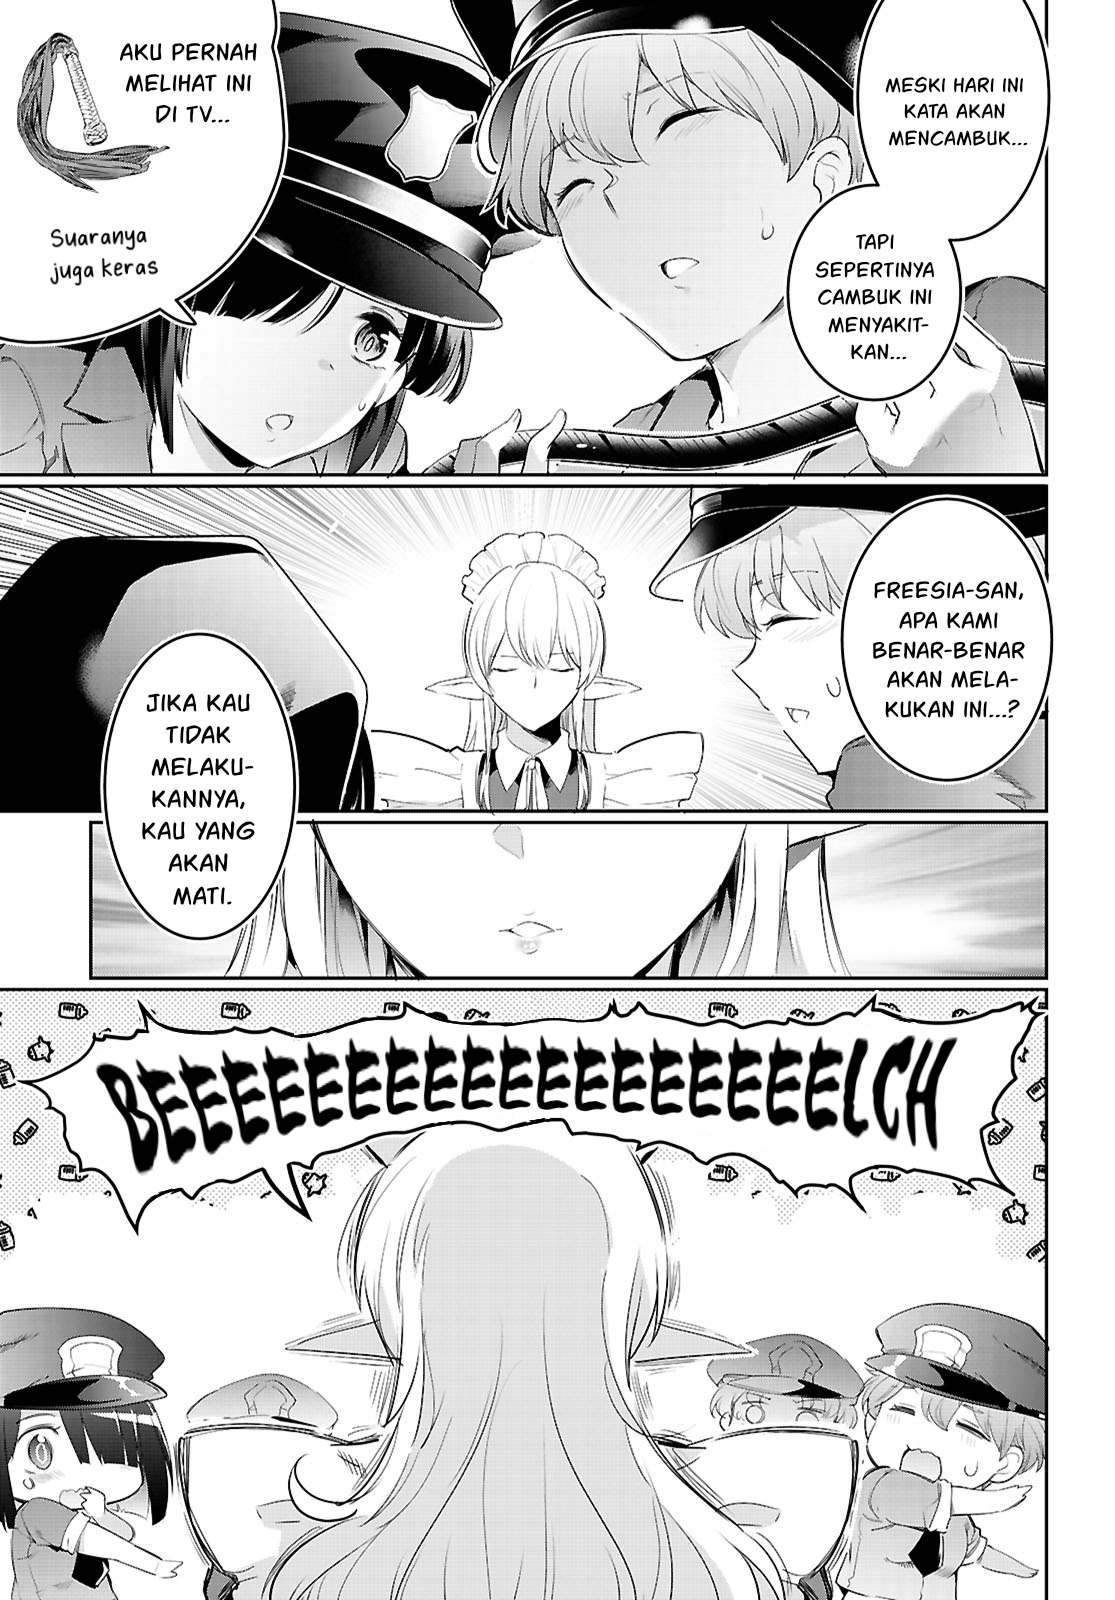 MESKI HARI INI
KATA AKAN
MENCAMBUK...
TAPI
SEPERTINYA
CAMBUK INI
MENYAKIT-
KAN...
AKU PERNAH
MELIHAT INI
DI TV...
Suaranya
juga keras
FREESIA-SAN,
APA KAMI
BENAR-BENAR
AKAN MELA-
KUKAN INI...?
JIKA KAU
TIDAK
MELAKU-
KANNYA,
KAU YANG
AKAN
MATI.
BEEEEEEEEEEEEEEEEEELCH